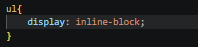 ul{
    display: inline-block;
}